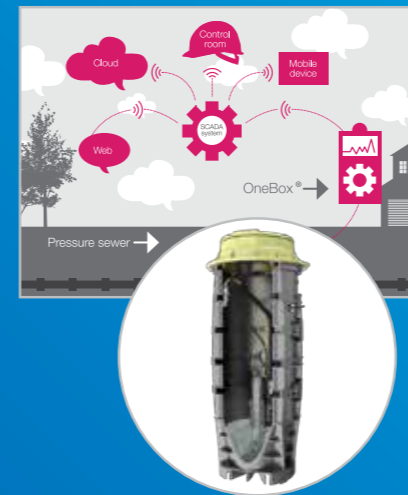 Control
room
Cloud
Mobile
device
SCADA
system
Web
OneBox®
Pressure sewer